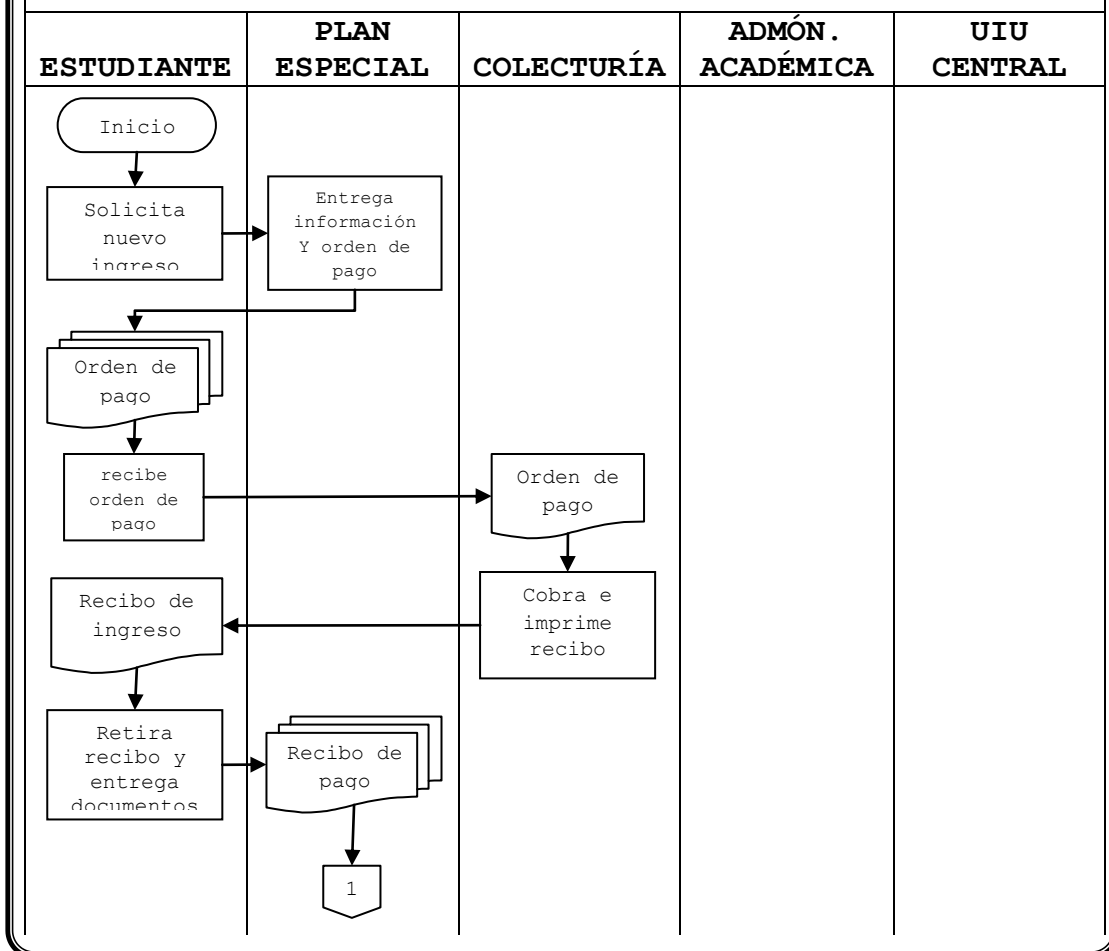 ESTUDIANTE
PLAN
ESPECIAL
COLECTURÍA
ADMÓN.
ACADÉMICA
UIU
CENTRAL
Inicio
Solicita
nuevo
ingreso
Entrega
información
Y orden de
pago
Orden de
pago
recibe
orden de
pago
Orden de
pago
Cobra e
imprime
recibo
Recibo de
ingreso
Retira
recibo y
entrega
documentos
Recibo de
pago
1